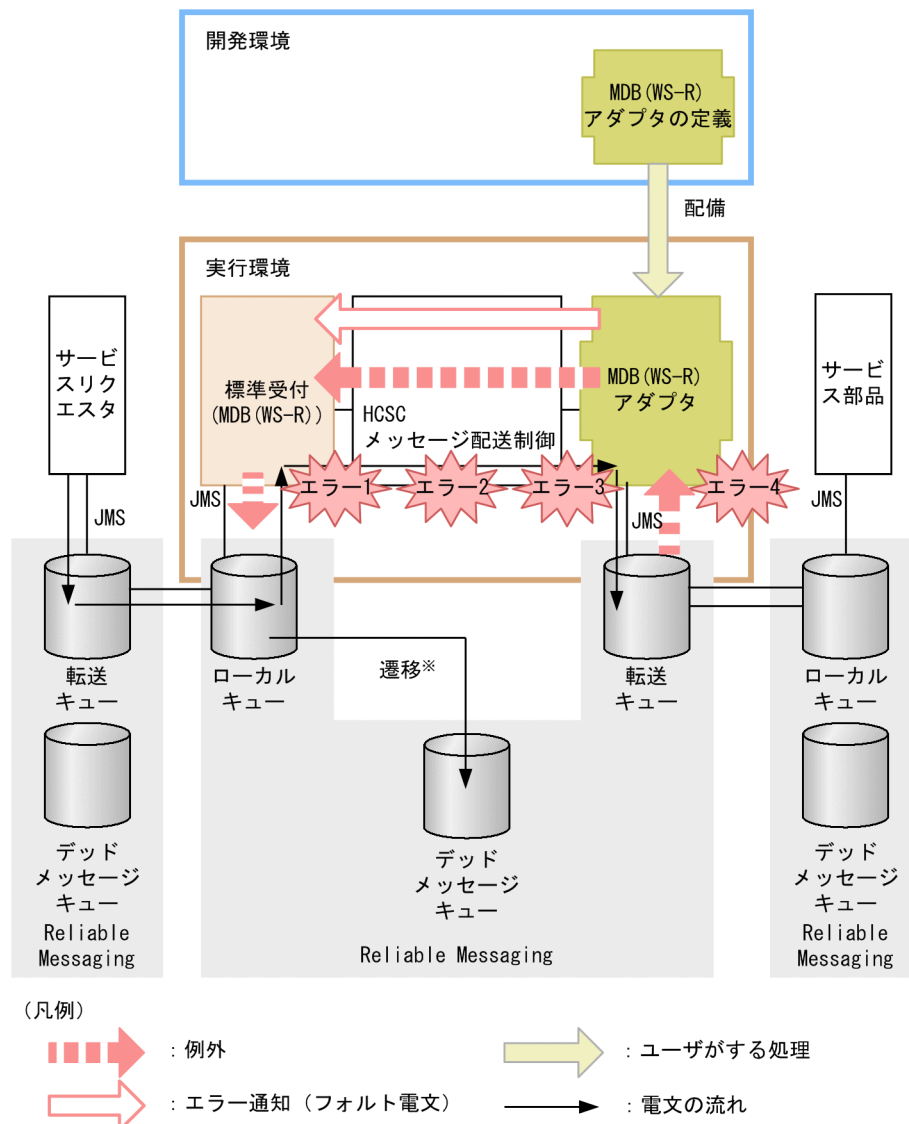 開発環境
MDB(WS-R)
アダプタの定義
配備
実行環境
サービ
スリク
エスタ
標準受付
(MDB(WS-R))
HCSC
メッセージ配送制御
MDB(WS-R)
アダプタ
サービ
ス部品
エラー1
エラー2
エラー3
エラー4
JMS
JMS
JMS
JMS
転送
キュー
ローカル
キュー
遷移※
転送
キュー
ローカル
キュー
デッド
メッセージ
キュー
デッド
メッセージ
キュー
デッド
メッセージ
キュー
Reliable
Messaging
Reliable Messaging
Reliable
Messaging
(凡例)
:例外
:ユーザがする処理
:エラー通知（フォルト電文）
:電文の流れ